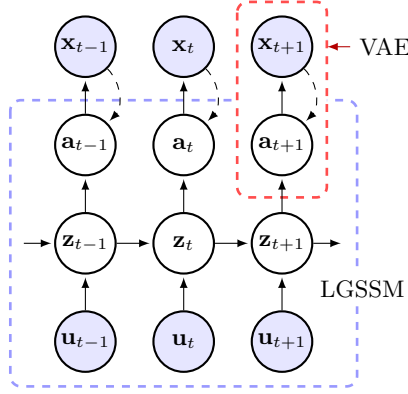 x_{t−1} x_t x_{t+1} VAE
a_{t−1} a_t a_{t+1}
z_{t−1} z_t z_{t+1}
LGSSM
u_{t−1} u_t u_{t+1}